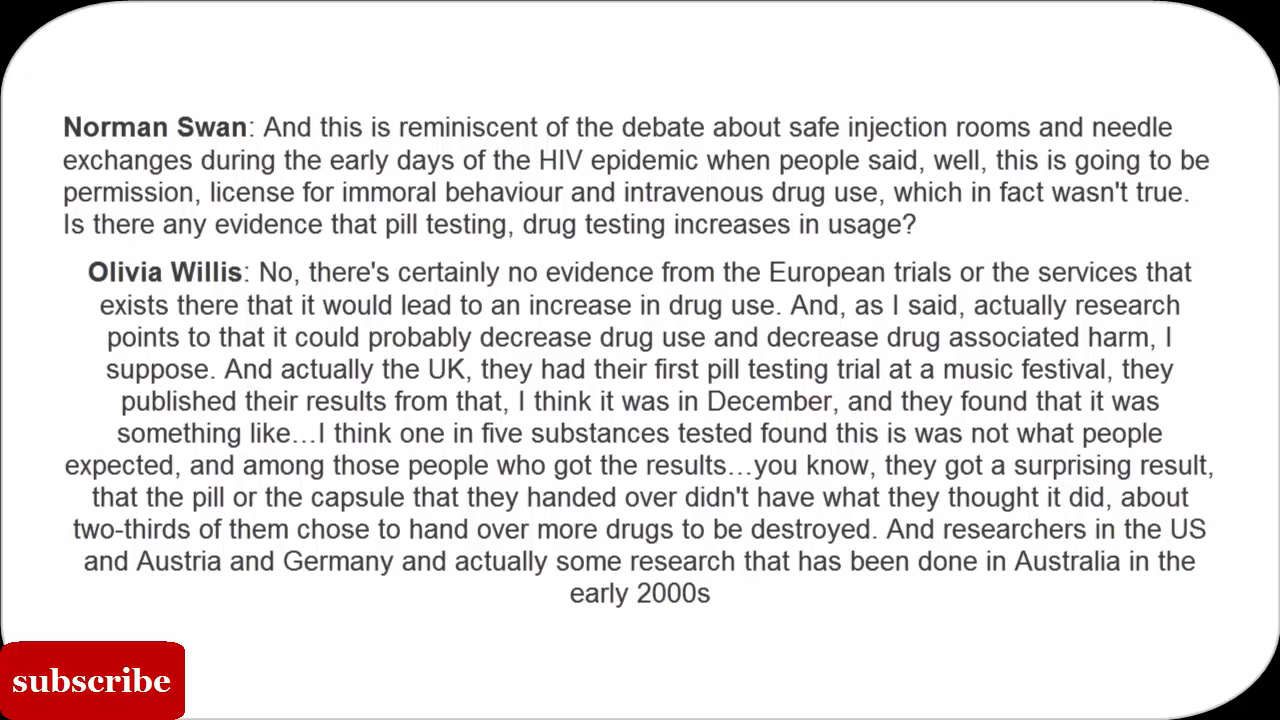 Norman Swan: And this is reminiscent of the debate about safe injection rooms and needle
exchanges during the early days of the HIV epidemic when people said, well, this is going to be
permission, license for immoral behaviour and intravenous drug use, which in fact wasn't true.
Is there any evidence that pill testing, drug testing increases in usage?
Olivia Willis: No, there's certainly no evidence from the European trials or the services that
exists there that it would lead to an increase in drug use. And, as I said, actually research
points to that it could probably decrease drug use and decrease drug associated harm, I
suppose. And actually the UK, they had their first pill testing trial at a music festival, they
published their results from that, I think it was in December, and they found that it was
something like…I think one in five substances tested found this is was not what people
expected, and among those people who got the results…you know, they got a surprising result,
that the pill or the capsule that they handed over didn't have what they thought it did, about
two-thirds of them chose to hand over more drugs to be destroyed. And researchers in the US
and Austria and Germany and actually some research that has been done in Australia in the
early 2000s
subscribe